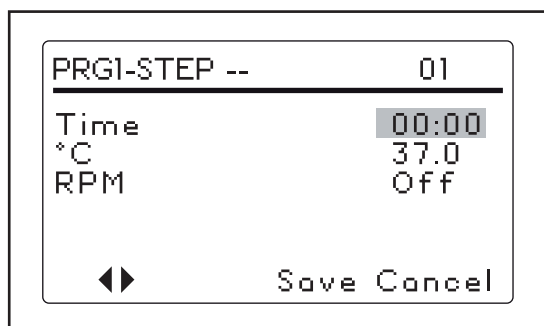 PRG1-STEP -- 01
Time 00:00
°C 37.0
RPM Off
Save Cancel